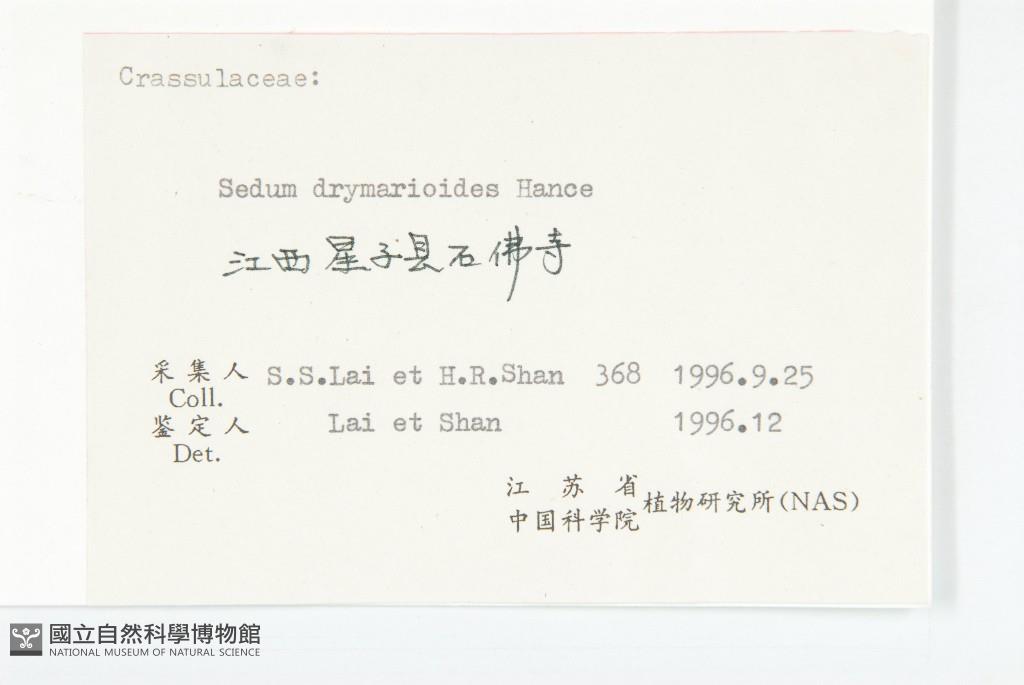 Crassulaceae:
Sedum drymarioides Hance
江西星子县石佛寺
采集人 S.S.Lai et H.R.Shan 368 1996.9.25
Coll.
鉴定人 Lai et Shan 1996.12
Det.
江苏省
中国科学院 植物研究所(NAS)
國立自然科學博物館
NATIONAL MUSEUM OF NATURAL SCIENCE